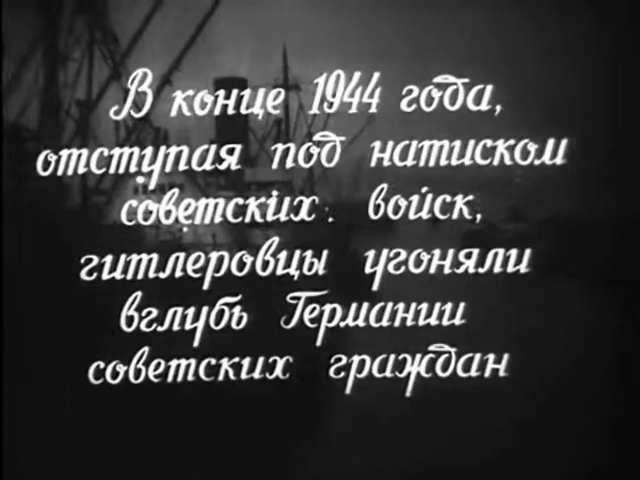 В конце 1944 года,
отступая под натиском
советских войск,
гитлеровцы угоняли
вглубь Германии
советских граждан